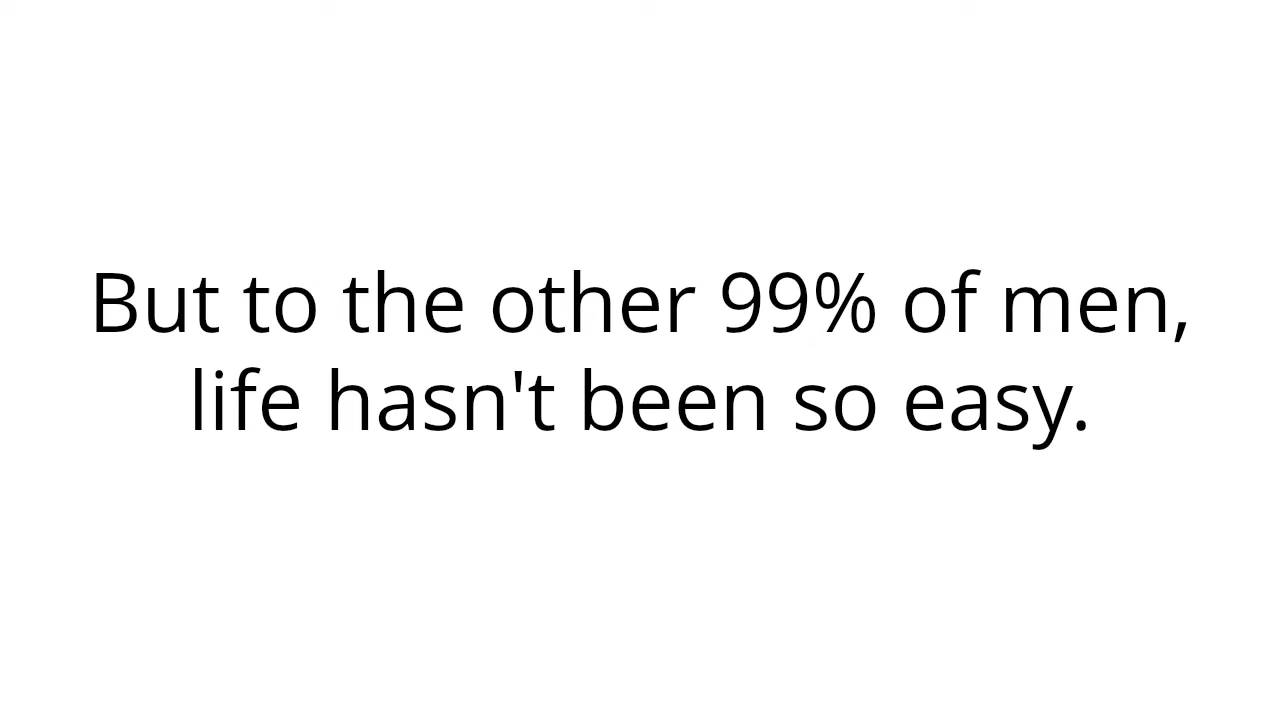 But to the other 99% of men,
life hasn't been so easy.